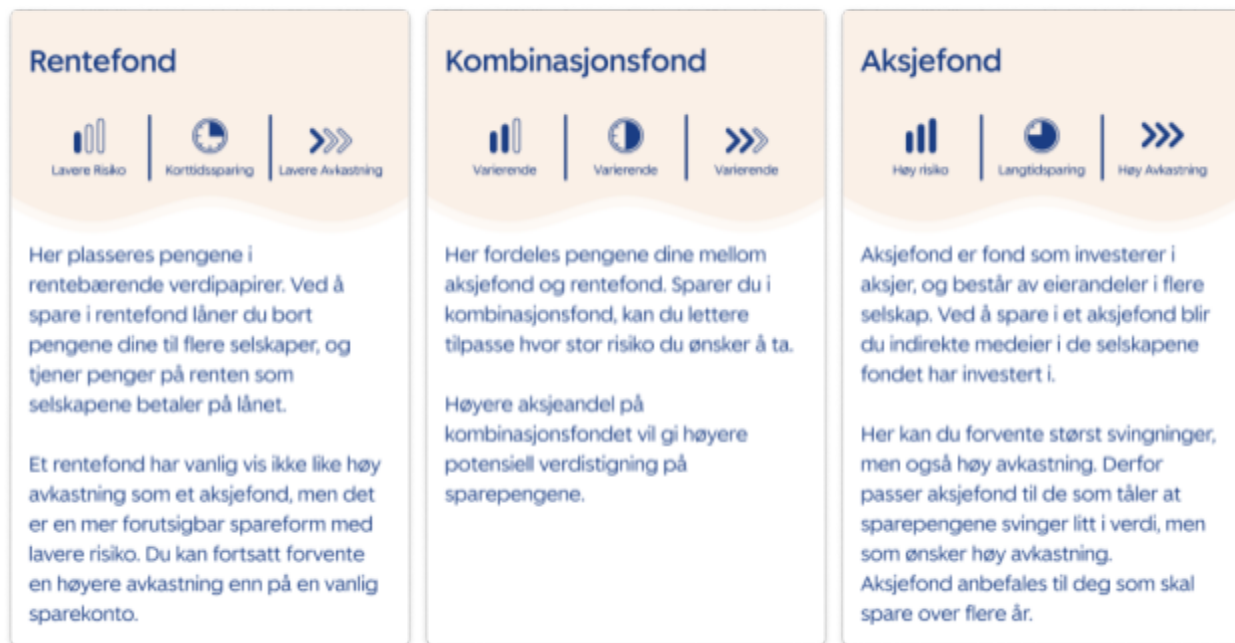 Rentefond
Lavere Risiko
Korttidssparing
Lavere Avkastning
Her plasseres pengene i
rentebærende verdipapirer. Ved å
spare i rentefond låner du bort
pengene dine til flere selskaper, og
tjener penger på renten som
selskapene betaler på lånet.
Et rentefond har vanlig vis ikke like høy
avkastning som et aksjefond, men det
er en mer forutsigbar spareform med
lavere risiko. Du kan fortsatt forvente
en høyere avkastning enn på en vanlig
sparekonto.
Kombinasjonsfond
Varierende
Varierende
Varierende
Her fordeles pengene dine mellom
aksjefond og rentefond. Sparer du i
kombinasjonsfond, kan du lettere
tilpasse hvor stor risiko du ønsker å ta.
Høyere aksjeandel på
kombinasjonsfondet vil gi høyere
potensiell verdistigning på
sparepengene.
Aksjefond
Høy risiko
Langtidsparing
Høy Avkastning
Aksjefond er fond som investerer i
aksjer, og består av eierandeler i flere
selskap. Ved å spare i et aksjefond blir
du indirekte medeier i de selskapene
fondet har investert i.
Her kan du forvente størst svingninger,
men også høy avkastning. Derfor
passer aksjefond til de som tåler at
sparepengene svinger litt i verdi, men
som ønsker høy avkastning.
Aksjefond anbefales til deg som skal
spare over flere år.